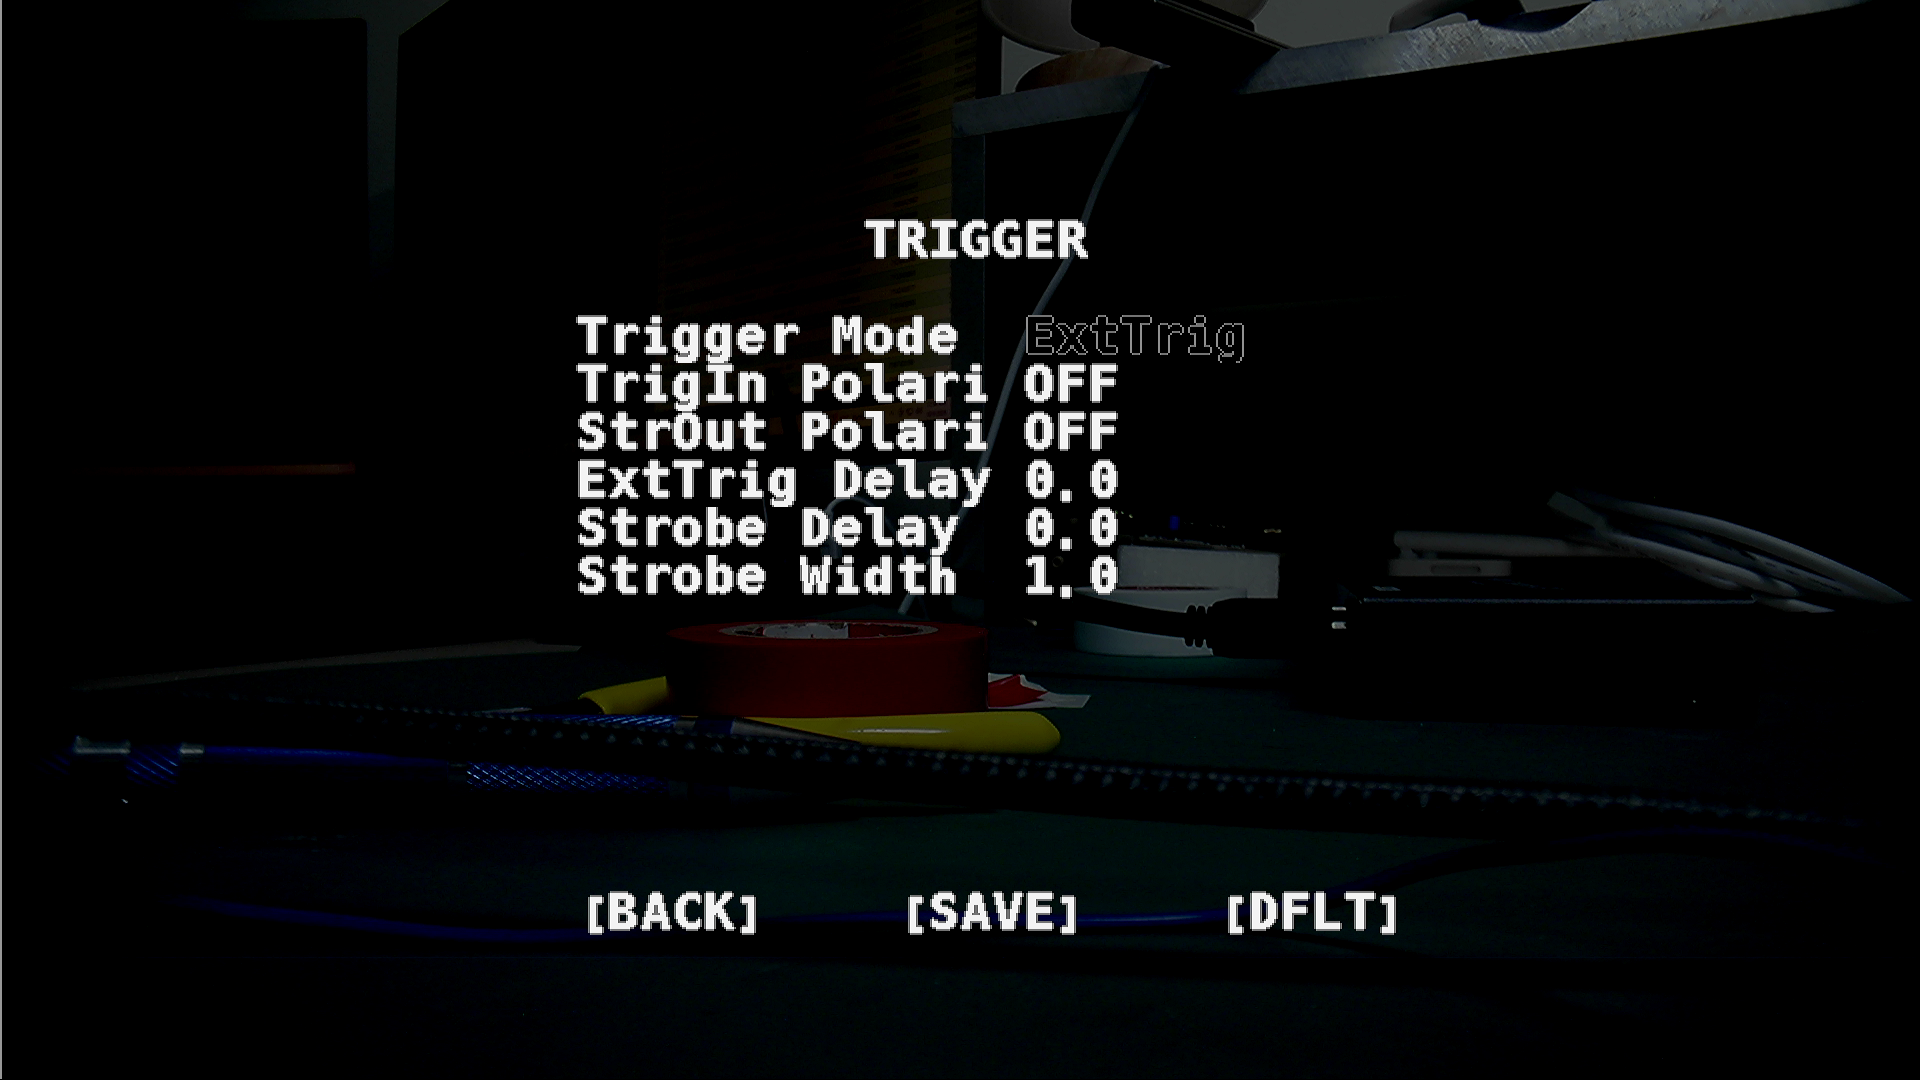 TRIGGER
Trigger Mode ExtTrig
TrigIn Polari OFF
StrOut Polari OFF
ExtTrig Delay 0.0
Strobe Delay 0.0
Strobe Width 1.0
[BACK] [SAVE] [DFLT]